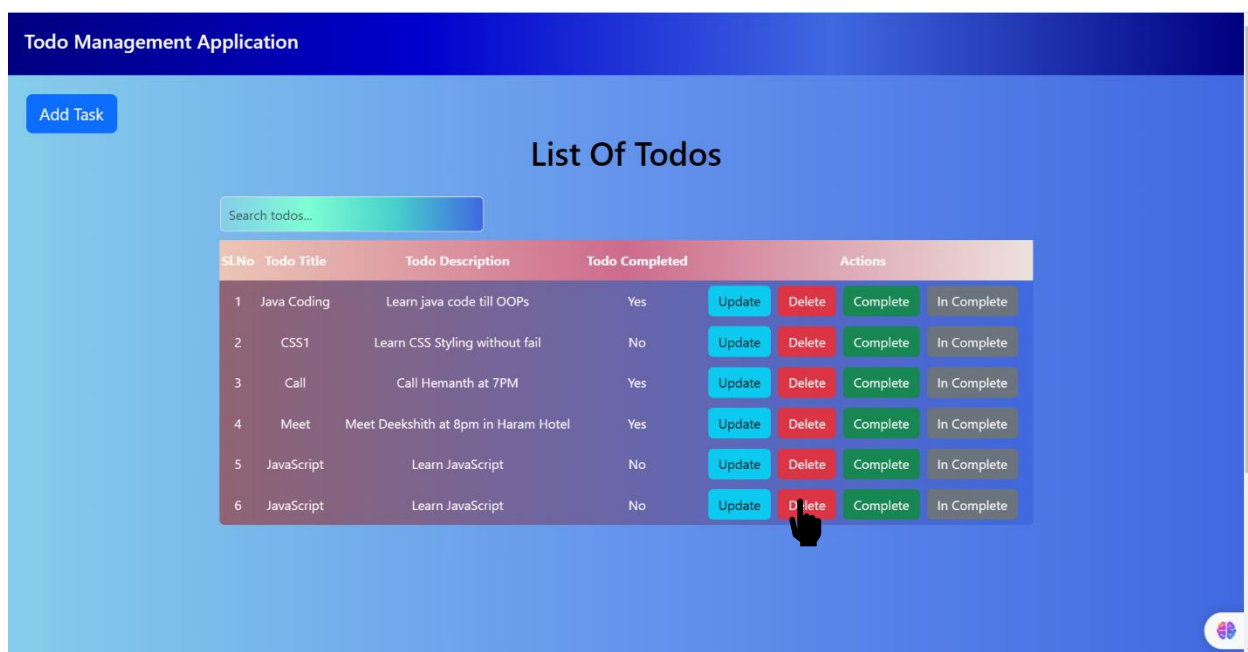 Todo Management Application
Add Task
List Of Todos
Search todos...
Sl.No Todo Title Todo Description Todo Completed Actions
1 Java Coding Learn java code till OOPs Yes Update Delete Complete In Complete
2 CSS1 Learn CSS Styling without fail No Update Delete Complete In Complete
3 Call Call Hemanth at 7PM Yes Update Delete Complete In Complete
4 Meet Meet Deekshith at 8pm in Haram Hotel Yes Update Delete Complete In Complete
5 JavaScript Learn JavaScript No Update Delete Complete In Complete
6 JavaScript Learn JavaScript No Update Delete Complete In Complete